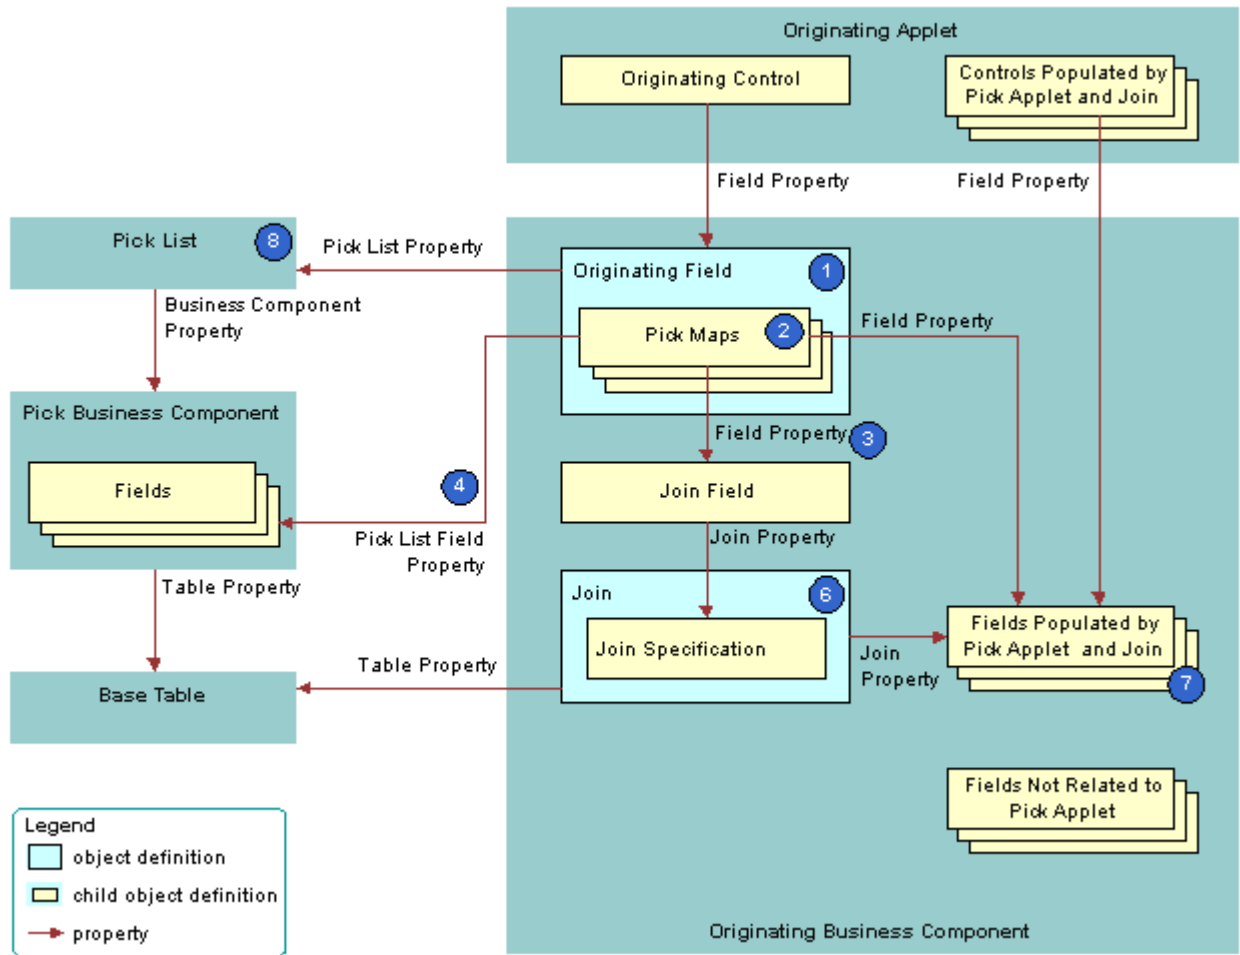 Originating Applet
Originating Control
Controls Populated by
Pick Applet and Join
Field Property
Field Property
Pick List
8
Pick List Property
Originating Field
1
Business Component
Property
Pick Maps
2
Field Property
Pick Business Component
Field Property
3
Fields
4
Join Field
Pick List Field
Property
Join Property
Table Property
Join
6
Join Specification
Fields Populated by
Pick Applet and Join
Join
Property
7
Table Property
Base Table
Fields Not Related to
Pick Applet
Legend
object definition
child object definition
property
Originating Business Component